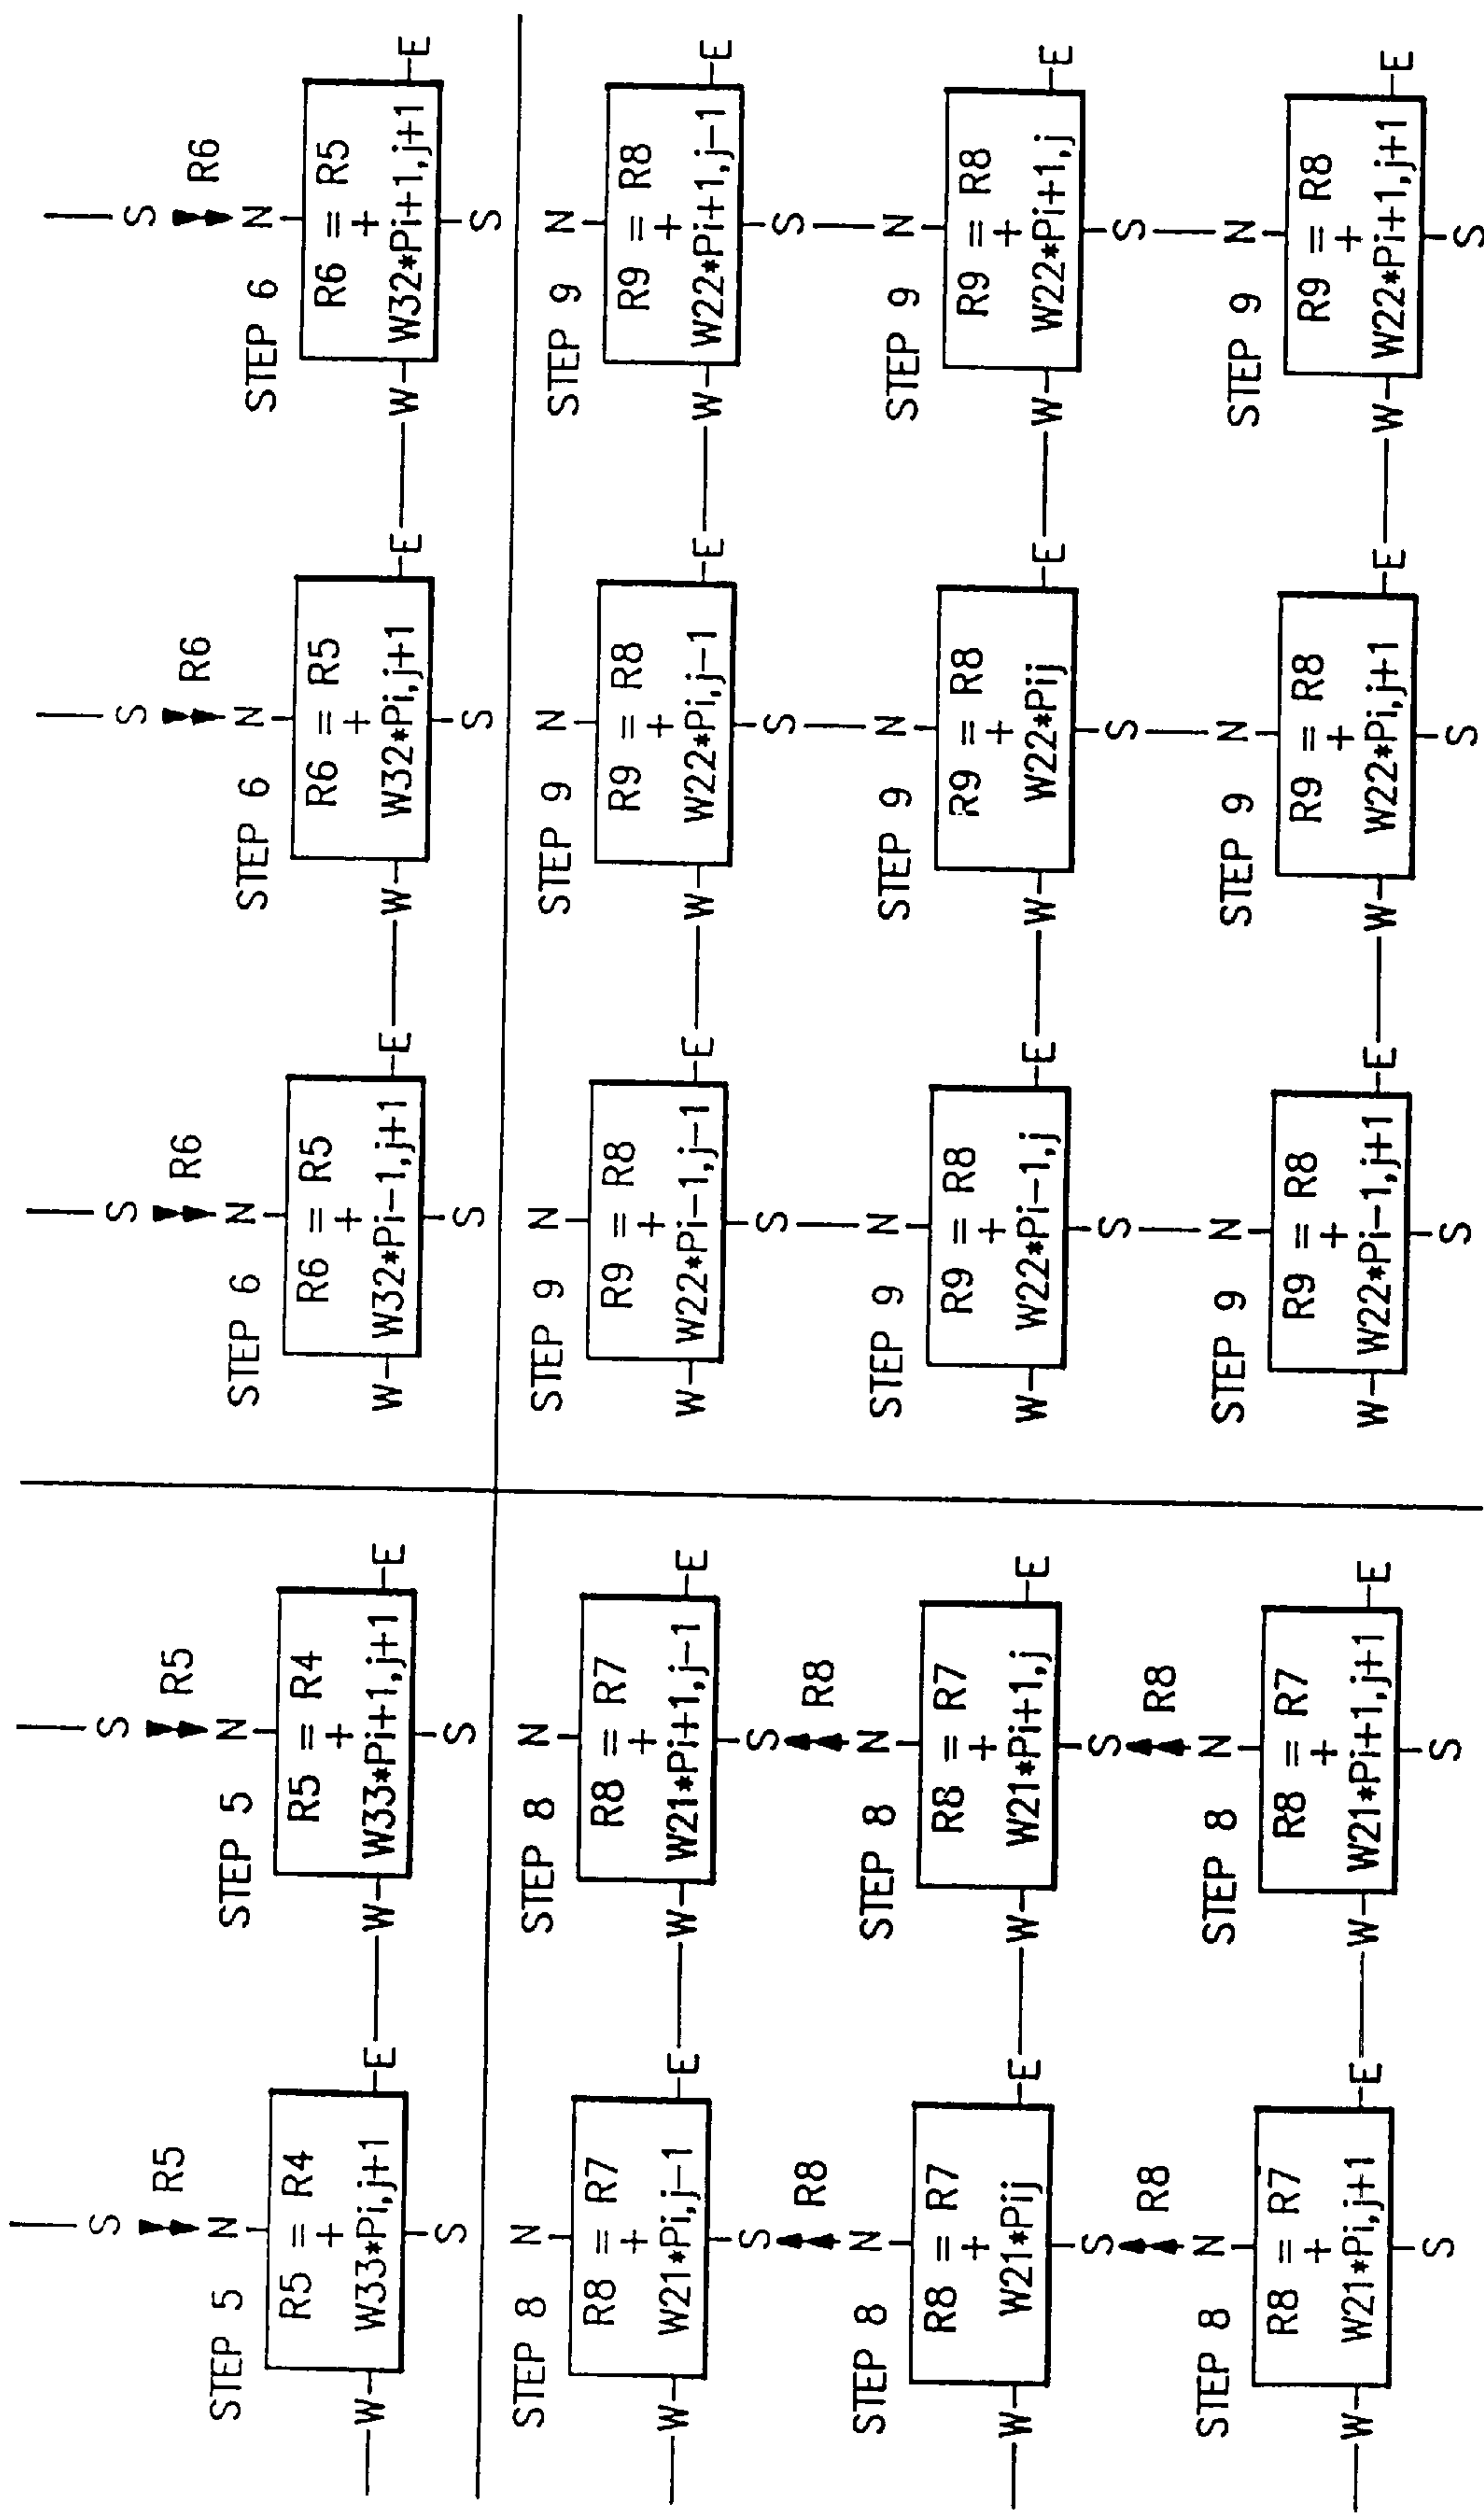 S S S S S
R5 R5 R6 R6 R6
STEP 5 N STEP 5 N STEP 6 N STEP 6 N STEP 6 N
R5 = R4 R5 = R4 R6 = R5 R6 = R5 R6 = R5
+ + + + +
W W33*Pi,j+1 E W W33*Pi+1,j+1 E W W32*Pi-1,j+1 E W W32*Pi,j+1 E W W32*Pi+1,j+1 E
S S S S S
STEP 8 N STEP 8 N STEP 9 N STEP 9 N STEP 9 N
R8 = R7 R8 = R7 R9 = R8 R9 = R8 R9 = R8
+ + + + +
W W21*Pi,j-1 E W W21*Pi+1,j-1 E W W22*Pi-1,j-1 E W W22*Pi,j-1 E W W22*Pi+1,j-1 E
S S S S S
R8 R8
STEP 8 N STEP 8 N STEP 9 N STEP 9 N STEP 9 N
R8 = R7 R8 = R7 R9 = R8 R9 = R8 R9 = R8
+ + + + +
W W21*Pij E W W21*Pi+1,j E W W22*Pi-1,j E W W22*Pij E W W22*Pi+1,j E
S S S S S
R8 R8
STEP 8 N STEP 8 N STEP 9 N STEP 9 N STEP 9 N
R8 = R7 R8 = R7 R9 = R8 R9 = R8 R9 = R8
+ + + + +
W W21*Pi,j+1 E W W21*Pi+1,j+1 E W W22*Pi-1,j+1 E W W22*Pi,j+1 E W W22*Pi+1,j+1 E
S S S S S